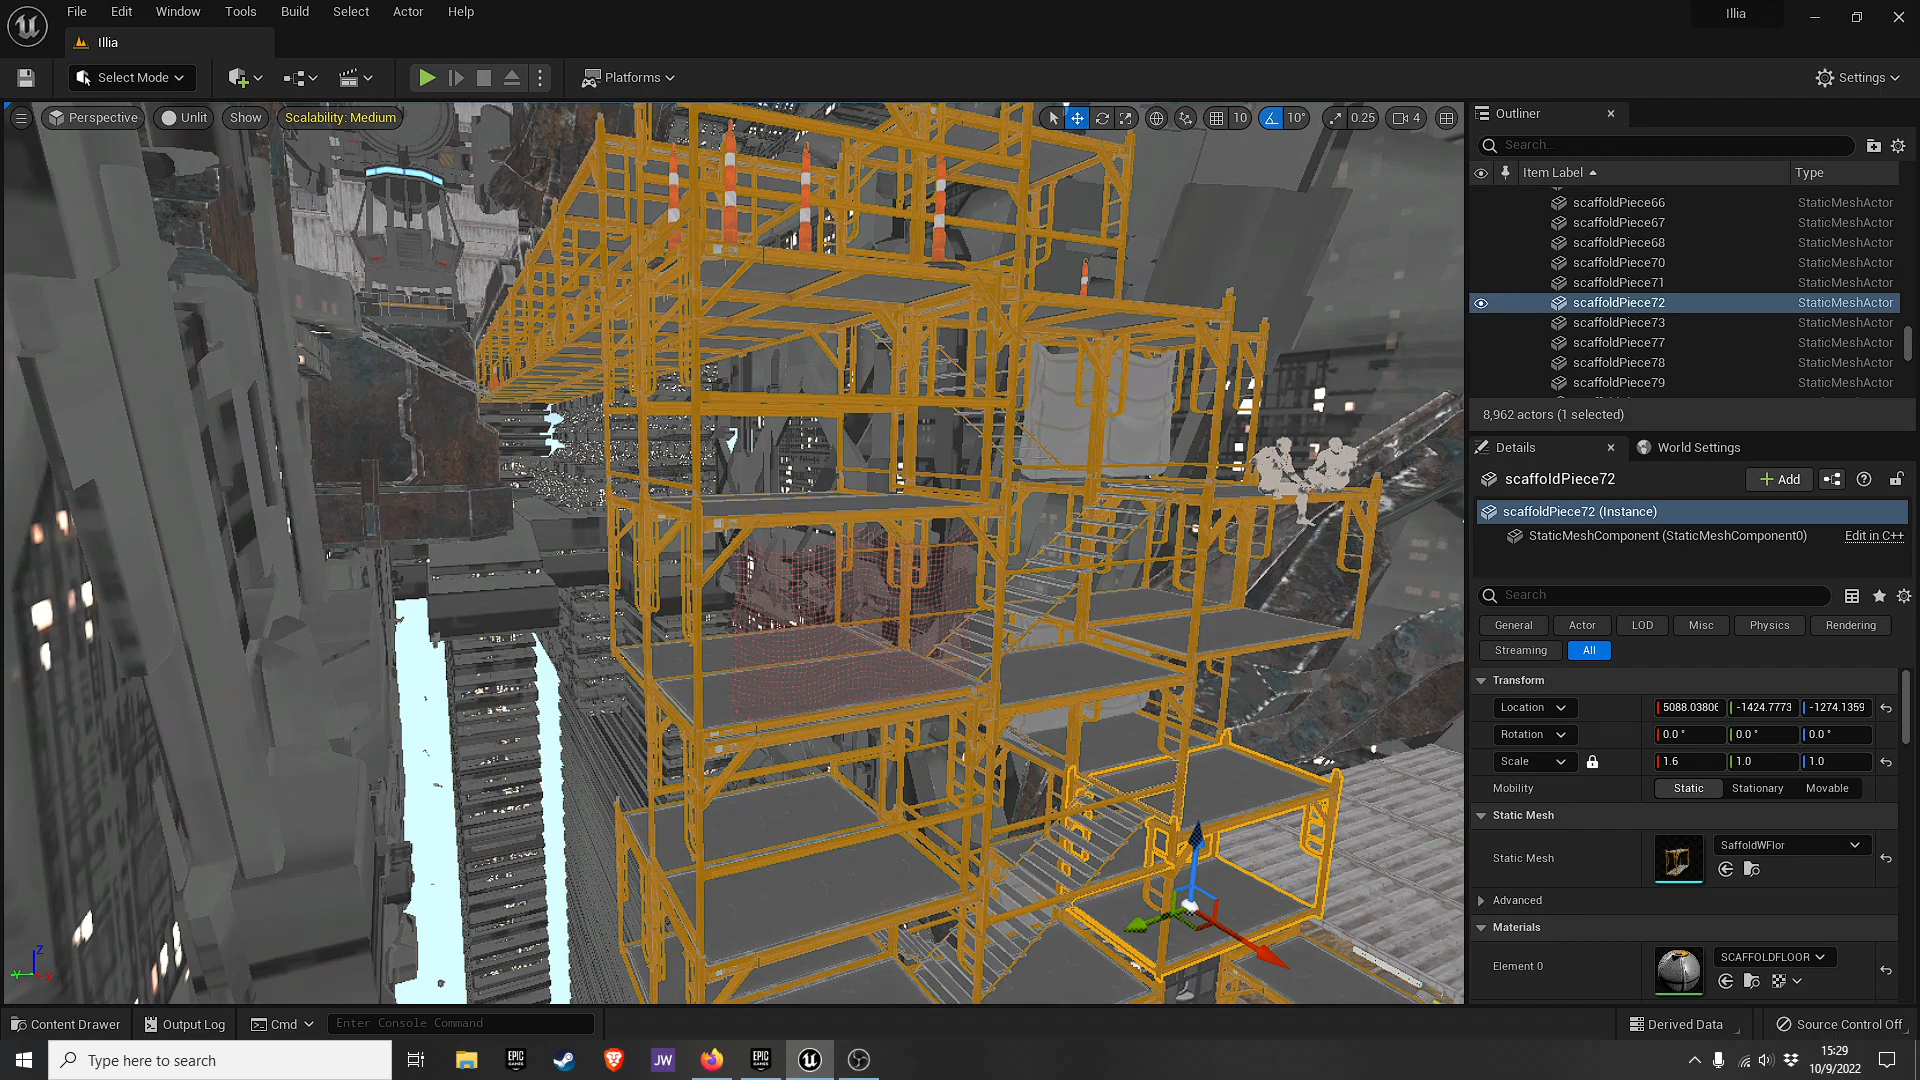 File Edit Window Tools Build Select Actor Help
Illia
Illia
Select Mode
Platforms
Settings
Perspective Unlit Show Scalability: Medium
10 10° 0.25 4
Outliner
Search...
Item Label Type
scaffoldPiece66 StaticMeshActor
scaffoldPiece67 StaticMeshActor
scaffoldPiece68 StaticMeshActor
scaffoldPiece70 StaticMeshActor
scaffoldPiece71 StaticMeshActor
scaffoldPiece72 StaticMeshActor
scaffoldPiece73 StaticMeshActor
scaffoldPiece77 StaticMeshActor
scaffoldPiece78 StaticMeshActor
scaffoldPiece79 StaticMeshActor
8,962 actors (1 selected)
Details World Settings
scaffoldPiece72 Add
scaffoldPiece72 (Instance)
StaticMeshComponent (StaticMeshComponent0) Edit in C++
Search
General Actor LOD Misc Physics Rendering
Streaming All
Transform
Location 5088.03806 -1424.7773 -1274.1359
Rotation 0.0 ° 0.0 ° 0.0 °
Scale 1.6 1.0 1.0
Mobility Static Stationary Movable
Static Mesh
Static Mesh SaffoldWFlor
Advanced
Materials
Element 0 SCAFFOLDFLOOR
Z
Content Drawer Output Log Cmd Enter Console Command Derived Data Source Control Off
Type here to search
EPIC GAMES
JW
EPIC GAMES
15:29
10/9/2022